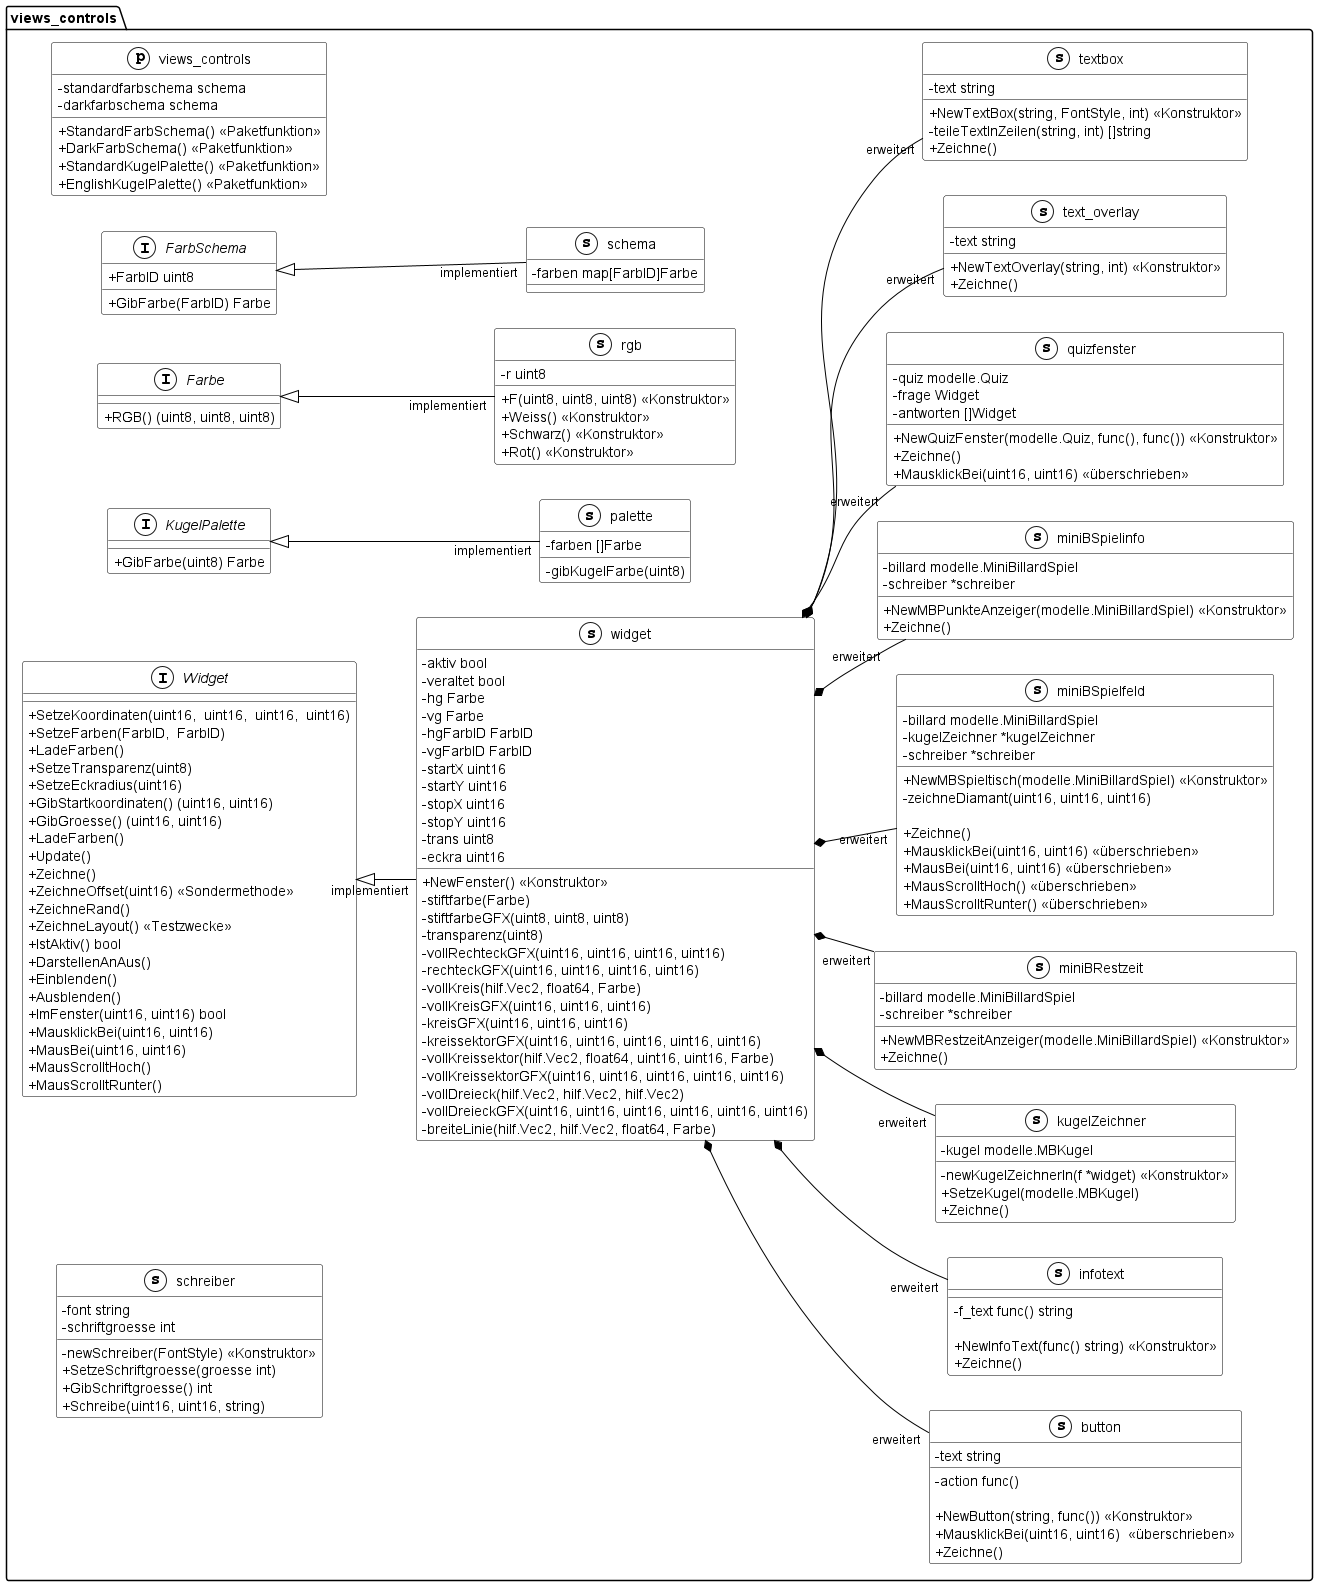 views_controls
P views_controls
-standardfarbschema schema
-darkfarbschema schema
+StandardFarbSchema() «Paketfunktion»
+DarkFarbSchema() «Paketfunktion»
+StandardKugelPalette() «Paketfunktion»
+EnglishKugelPalette() «Paketfunktion»
I FarbSchema
+FarbID uint8
+GibFarbe(FarbID) Farbe
implementiert
S schema
-farben map[FarbID]Farbe
I Farbe
+RGB() (uint8, uint8, uint8)
implementiert
S rgb
-r uint8
+F(uint8, uint8, uint8) «Konstruktor»
+Weiss() «Konstruktor»
+Schwarz() «Konstruktor»
+Rot() «Konstruktor»
I KugelPalette
+GibFarbe(uint8) Farbe
implementiert
S palette
-farben []Farbe
-gibKugelFarbe(uint8)
I Widget
+SetzeKoordinaten(uint16,  uint16,  uint16,  uint16)
+SetzeFarben(FarbID,  FarbID)
+LadeFarben()
+SetzeTransparenz(uint8)
+SetzeEckradius(uint16)
+GibStartkoordinaten() (uint16, uint16)
+GibGroesse() (uint16, uint16)
+LadeFarben()
+Update()
+Zeichne()
+ZeichneOffset(uint16) «Sondermethode»
+ZeichneRand()
+ZeichneLayout() «Testzwecke»
+IstAktiv() bool
+DarstellenAnAus()
+Einblenden()
+Ausblenden()
+ImFenster(uint16, uint16) bool
+MausklickBei(uint16, uint16)
+MausBei(uint16, uint16)
+MausScrolltHoch()
+MausScrolltRunter()
implementiert
S widget
-aktiv bool
-veraltet bool
-hg Farbe
-vg Farbe
-hgFarbID FarbID
-vgFarbID FarbID
-startX uint16
-startY uint16
-stopX uint16
-stopY uint16
-trans uint8
-eckra uint16
+NewFenster() «Konstruktor»
-stiftfarbe(Farbe)
-stiftfarbeGFX(uint8, uint8, uint8)
-transparenz(uint8)
-vollRechteckGFX(uint16, uint16, uint16, uint16)
-rechteckGFX(uint16, uint16, uint16, uint16)
-vollKreis(hilf.Vec2, float64, Farbe)
-vollKreisGFX(uint16, uint16, uint16)
-kreisGFX(uint16, uint16, uint16)
-kreissektorGFX(uint16, uint16, uint16, uint16, uint16)
-vollKreissektor(hilf.Vec2, float64, uint16, uint16, Farbe)
-vollKreissektorGFX(uint16, uint16, uint16, uint16, uint16)
-vollDreieck(hilf.Vec2, hilf.Vec2, hilf.Vec2)
-vollDreieckGFX(uint16, uint16, uint16, uint16, uint16, uint16)
-breiteLinie(hilf.Vec2, hilf.Vec2, float64, Farbe)
S schreiber
-font string
-schriftgroesse int
-newSchreiber(FontStyle) «Konstruktor»
+SetzeSchriftgroesse(groesse int)
+GibSchriftgroesse() int
+Schreibe(uint16, uint16, string)
erweitert
S textbox
-text string
+NewTextBox(string, FontStyle, int) «Konstruktor»
-teileTextInZeilen(string, int) []string
+Zeichne()
erweitert
S text_overlay
-text string
+NewTextOverlay(string, int) «Konstruktor»
+Zeichne()
erweitert
S quizfenster
-quiz modelle.Quiz
-frage Widget
-antworten []Widget
+NewQuizFenster(modelle.Quiz, func(), func()) «Konstruktor»
+Zeichne()
+MausklickBei(uint16, uint16) «überschrieben»
erweitert
S miniBSpielinfo
-billard modelle.MiniBillardSpiel
-schreiber *schreiber
+NewMBPunkteAnzeiger(modelle.MiniBillardSpiel) «Konstruktor»
+Zeichne()
erweitert
S miniBSpielfeld
-billard modelle.MiniBillardSpiel
-kugelZeichner *kugelZeichner
-schreiber *schreiber
+NewMBSpieltisch(modelle.MiniBillardSpiel) «Konstruktor»
-zeichneDiamant(uint16, uint16, uint16)
+Zeichne()
+MausklickBei(uint16, uint16) «überschrieben»
+MausBei(uint16, uint16) «überschrieben»
+MausScrolltHoch() «überschrieben»
+MausScrolltRunter() «überschrieben»
erweitert
S miniBRestzeit
-billard modelle.MiniBillardSpiel
-schreiber *schreiber
+NewMBRestzeitAnzeiger(modelle.MiniBillardSpiel) «Konstruktor»
+Zeichne()
erweitert
S kugelZeichner
-kugel modelle.MBKugel
-newKugelZeichnerIn(f *widget) «Konstruktor»
+SetzeKugel(modelle.MBKugel)
+Zeichne()
erweitert
S infotext
-f_text func() string
+NewInfoText(func() string) «Konstruktor»
+Zeichne()
erweitert
S button
-text string
-action func()
+NewButton(string, func()) «Konstruktor»
+MausklickBei(uint16, uint16)  «überschrieben»
+Zeichne()